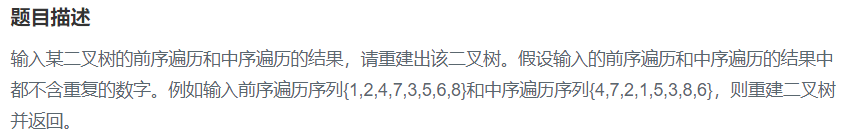 题目描述
输入某二叉树的前序遍历和中序遍历的结果，请重建出该二叉树。假设输入的前序遍历和中序遍历的结果中
都不含重复的数字。例如输入前序遍历序列{1,2,4,7,3,5,6,8}和中序遍历序列{4,7,2,1,5,3,8,6}，则重建二叉树
并返回。